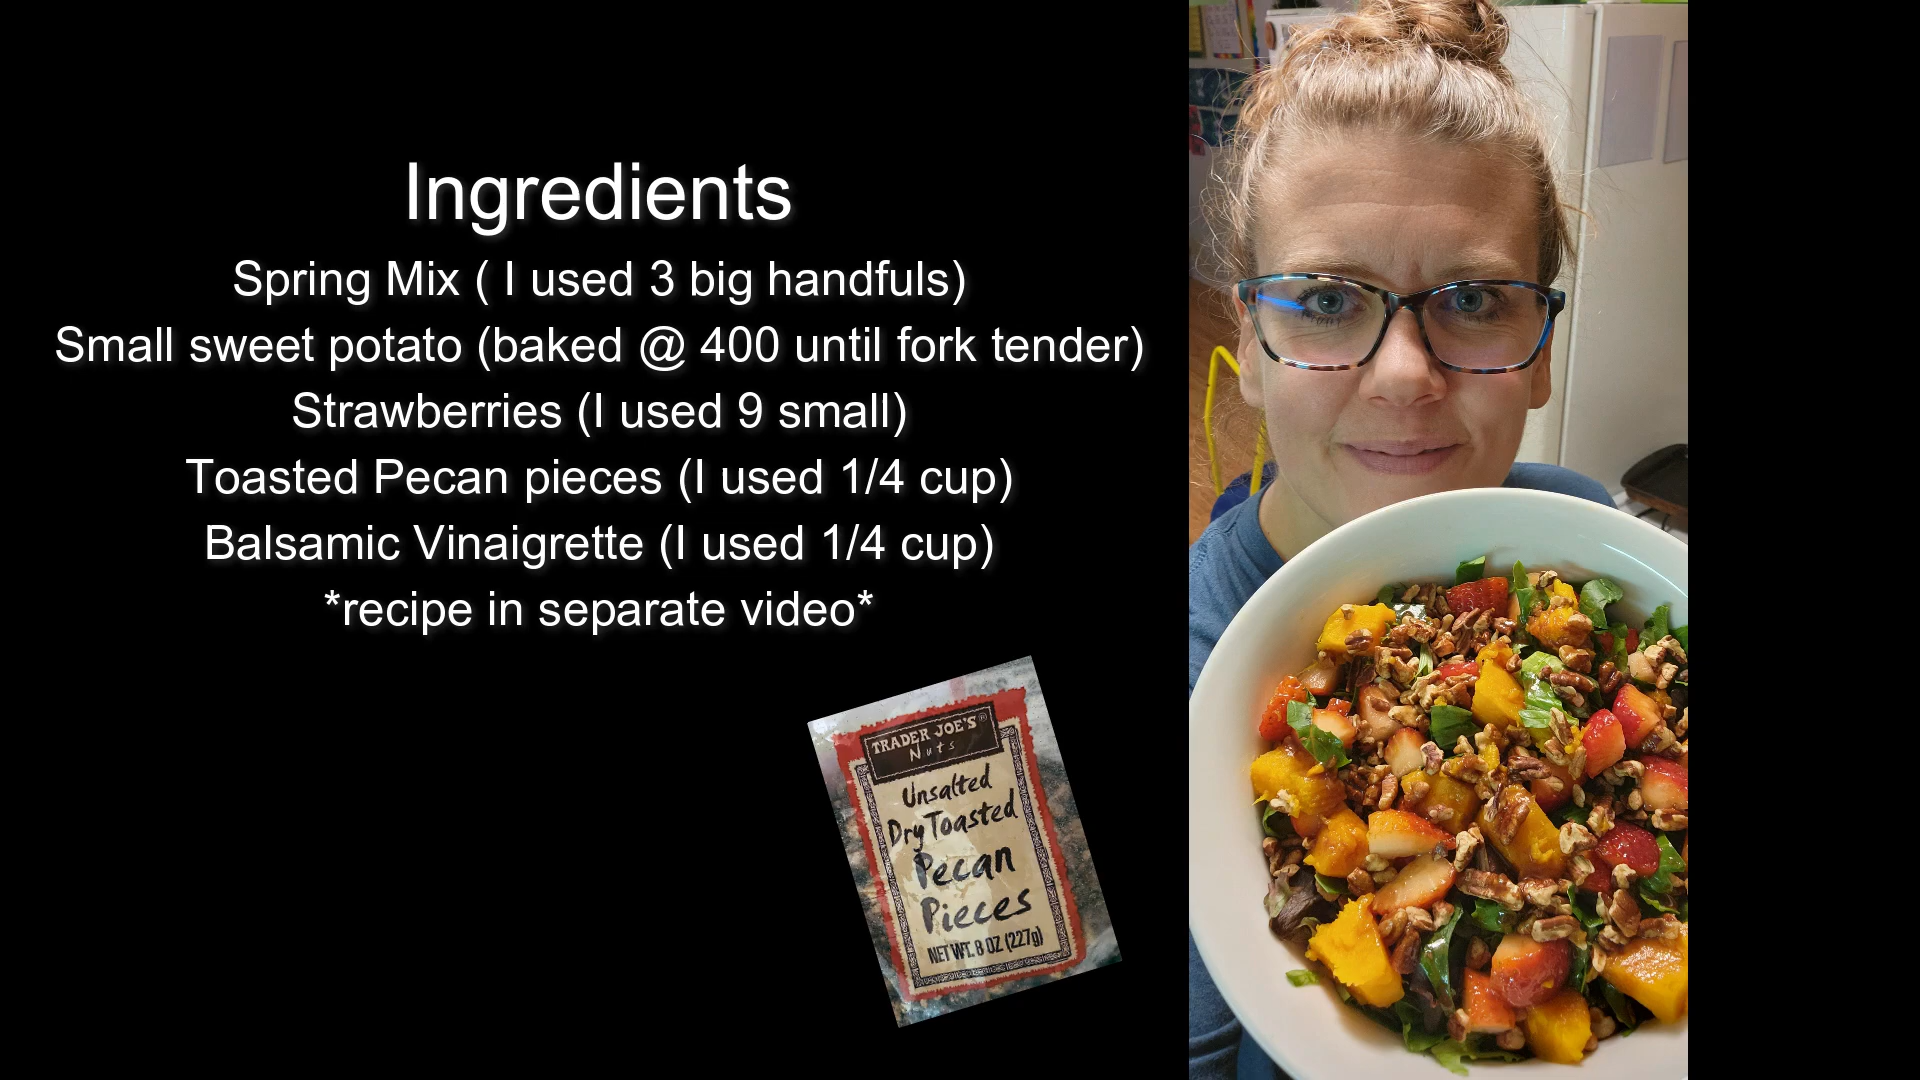 Ingredients
Spring Mix ( I used 3 big handfuls)
Small sweet potato (baked @ 400 until fork tender)
Strawberries (I used 9 small)
Toasted Pecan pieces (I used 1/4 cup)
Balsamic Vinaigrette (I used 1/4 cup)
*recipe in separate video*
TRADER JOE'S®
Nuts
Unsalted
Dry Toasted
Pecan
Pieces
NET WT. 8 OZ (227g)